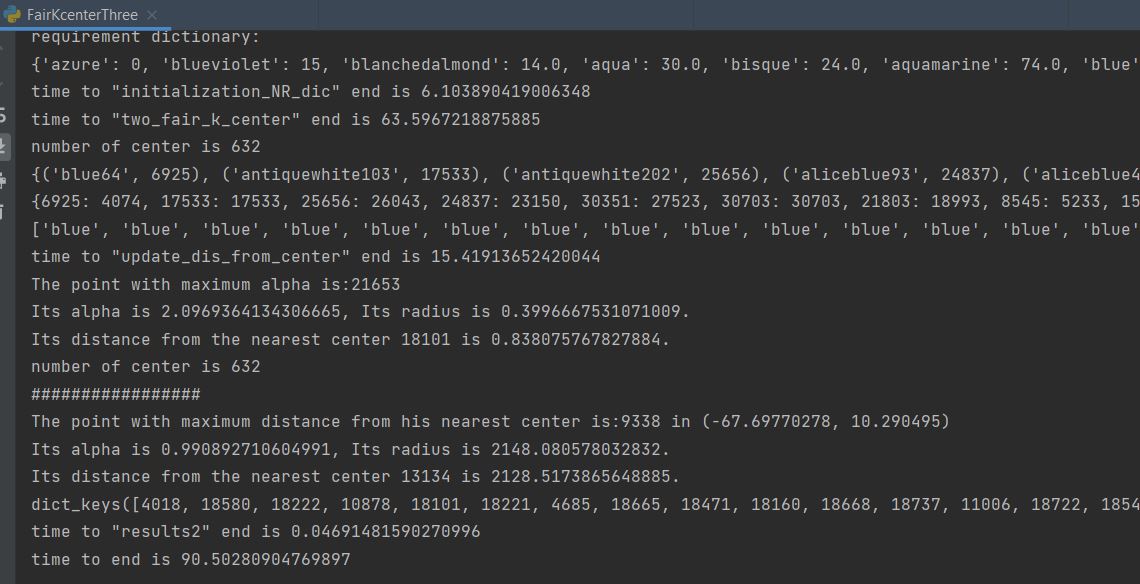 FairKcenterThree
requirement dictionary:
{'azure': 0, 'blueviolet': 15, 'blanchedalmond': 14.0, 'aqua': 30.0, 'bisque': 24.0, 'aquamarine': 74.0, 'blue'
time to "initialization_NR_dic" end is 6.103890419006348
time to "two_fair_k_center" end is 63.5967218875885
number of center is 632
{('blue64', 6925), ('antiquewhite103', 17533), ('antiquewhite202', 25656), ('aliceblue93', 24837), ('aliceblue4
{6925: 4074, 17533: 17533, 25656: 26043, 24837: 23150, 30351: 27523, 30703: 30703, 21803: 18993, 8545: 5233, 15
['blue', 'blue', 'blue', 'blue', 'blue', 'blue', 'blue', 'blue', 'blue', 'blue', 'blue', 'blue', 'blue', 'blue'
time to "update_dis_from_center" end is 15.41913652420044
The point with maximum alpha is:21653
Its alpha is 2.0969364134306665, Its radius is 0.3996667531071009.
Its distance from the nearest center 18101 is 0.838075767827884.
number of center is 632
#################
The point with maximum distance from his nearest center is:9338 in (-67.69770278, 10.290495)
Its alpha is 0.990892710604991, Its radius is 2148.080578032832.
Its distance from the nearest center 13134 is 2128.5173865648885.
dict_keys([4018, 18580, 18222, 10878, 18101, 18221, 4685, 18665, 18471, 18160, 18668, 18737, 11006, 18722, 1854
time to "results2" end is 0.04691481590270996
time to end is 90.50280904769897